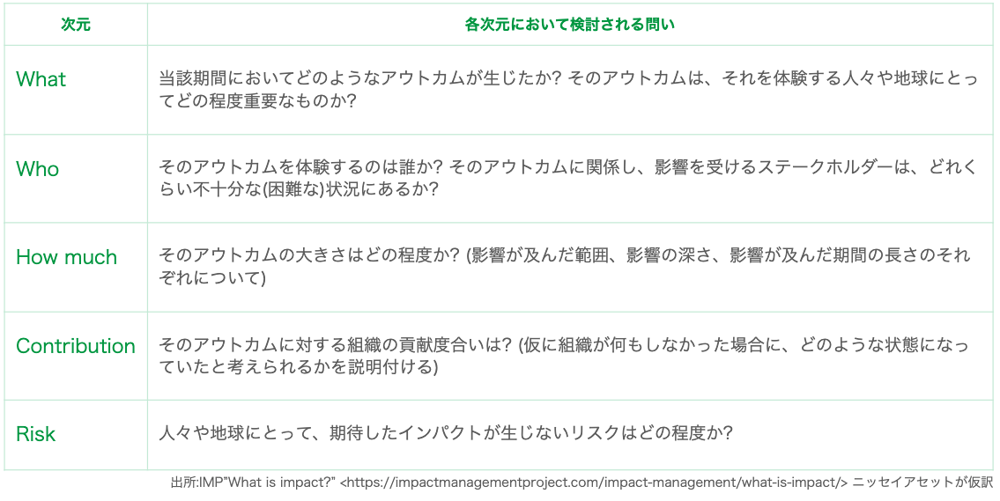 次元
各次元において検討される問い
What
当該期間においてどのようなアウトカムが生じたか? そのアウトカムは、それを体験する人々や地球にとっ
てどの程度重要なものか?
Who
そのアウトカムを体験するのは誰か? そのアウトカムに関係し、影響を受けるステークホルダーは、どれく
らい不十分な(困難な)状況にあるか?
How much
そのアウトカムの大きさはどの程度か? (影響が及んだ範囲、影響の深さ、影響が及んだ期間の長さのそれ
ぞれについて)
Contribution
そのアウトカムに対する組織の貢献度合いは? (仮に組織が何もしなかった場合に、どのような状態になっ
ていたと考えられるかを説明付ける)
Risk
人々や地球にとって、期待したインパクトが生じないリスクはどの程度か?
出所:IMP”What is impact?” <https://impactmanagementproject.com/impact-management/what-is-impact/> ニッセイアセットが仮訳